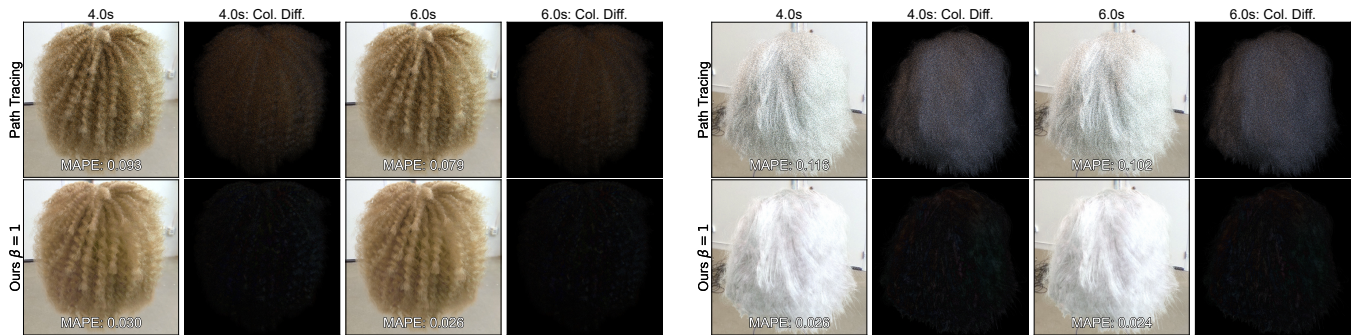 4.0s 4.0s: Col. Diff. 6.0s 6.0s: Col. Diff.
Path Tracing
MAPE: 0.093 MAPE: 0.079
Ours β = 1
MAPE: 0.030 MAPE: 0.026
4.0s 4.0s: Col. Diff. 6.0s 6.0s: Col. Diff.
Path Tracing
MAPE: 0.116 MAPE: 0.102
Ours β = 1
MAPE: 0.026 MAPE: 0.024